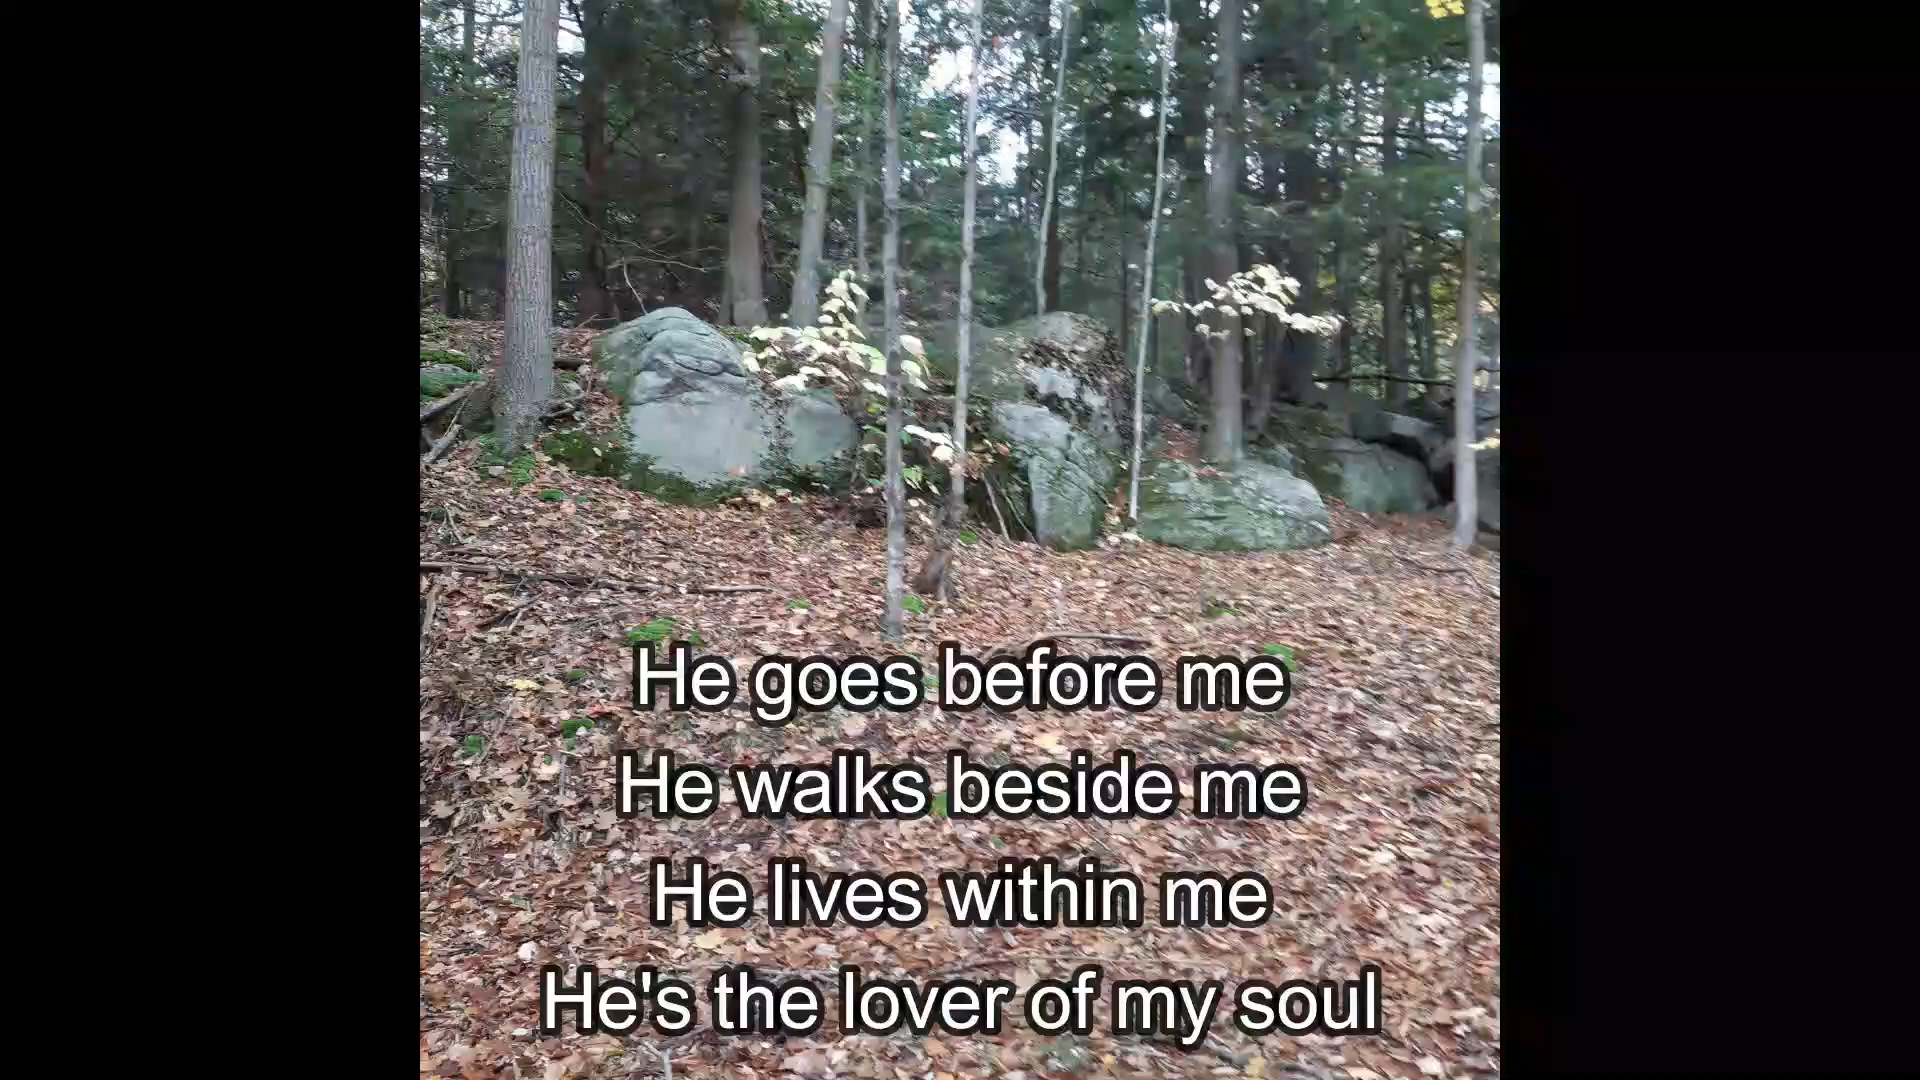 He goes before me
He walks beside me
He lives within me
He's the lover of my soul